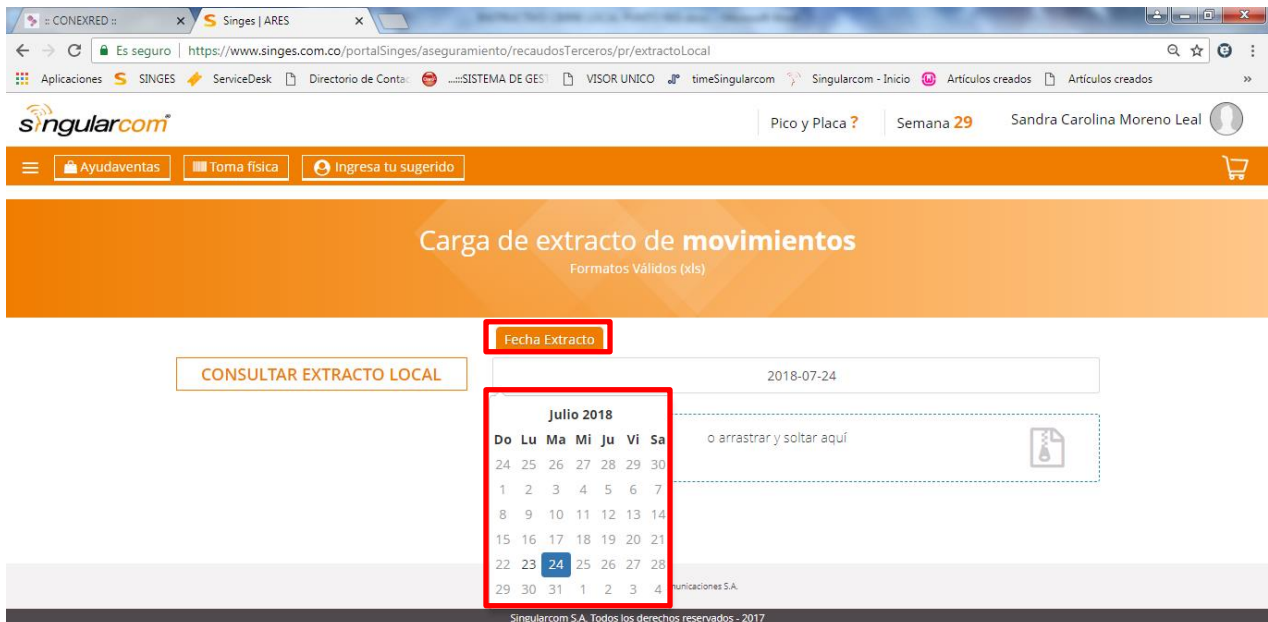 :: CONEXRED :: Singes | ARES
Es seguro | https://www.singes.com.co/portalSinges/aseguramiento/recaudosTerceros/pr/extractoLocal
Aplicaciones SINGES ServiceDesk Directorio de Contac ...:::SISTEMA DE GEST VISOR UNICO timeSingularcom Singularcom - Inicio Artículos creados Artículos creados »
singularcom Pico y Placa ? Semana 29 Sandra Carolina Moreno Leal
Ayudaventas Toma física Ingresa tu sugerido
Carga de extracto de movimientos
Formatos Válidos (xls)
Fecha Extracto
CONSULTAR EXTRACTO LOCAL 2018-07-24
Julio 2018
o arrastrar y soltar aquí
Do Lu Ma Mi Ju Vi Sa
24 25 26 27 28 29 30
1 2 3 4 5 6 7
8 9 10 11 12 13 14
15 16 17 18 19 20 21
22 23 24 25 26 27 28
29 30 31 1 2 3 4
S.A.
Singularcom S.A. Todos los derechos reservados - 2017